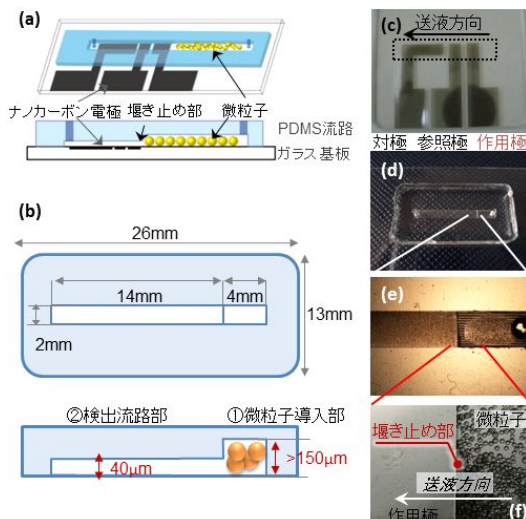 (a)
ナノカーボン電極
堰き止め部
微粒子
PDMS流路
ガラス基板
(b)
26mm
14mm
4mm
13mm
2mm
②検出流路部
①微粒子導入部
40μm
>150μm
(c)
送液方向
対極 参照極 作用極
(d)
(e)
微粒子
堰き止め部
送液方向
作用極
(f)